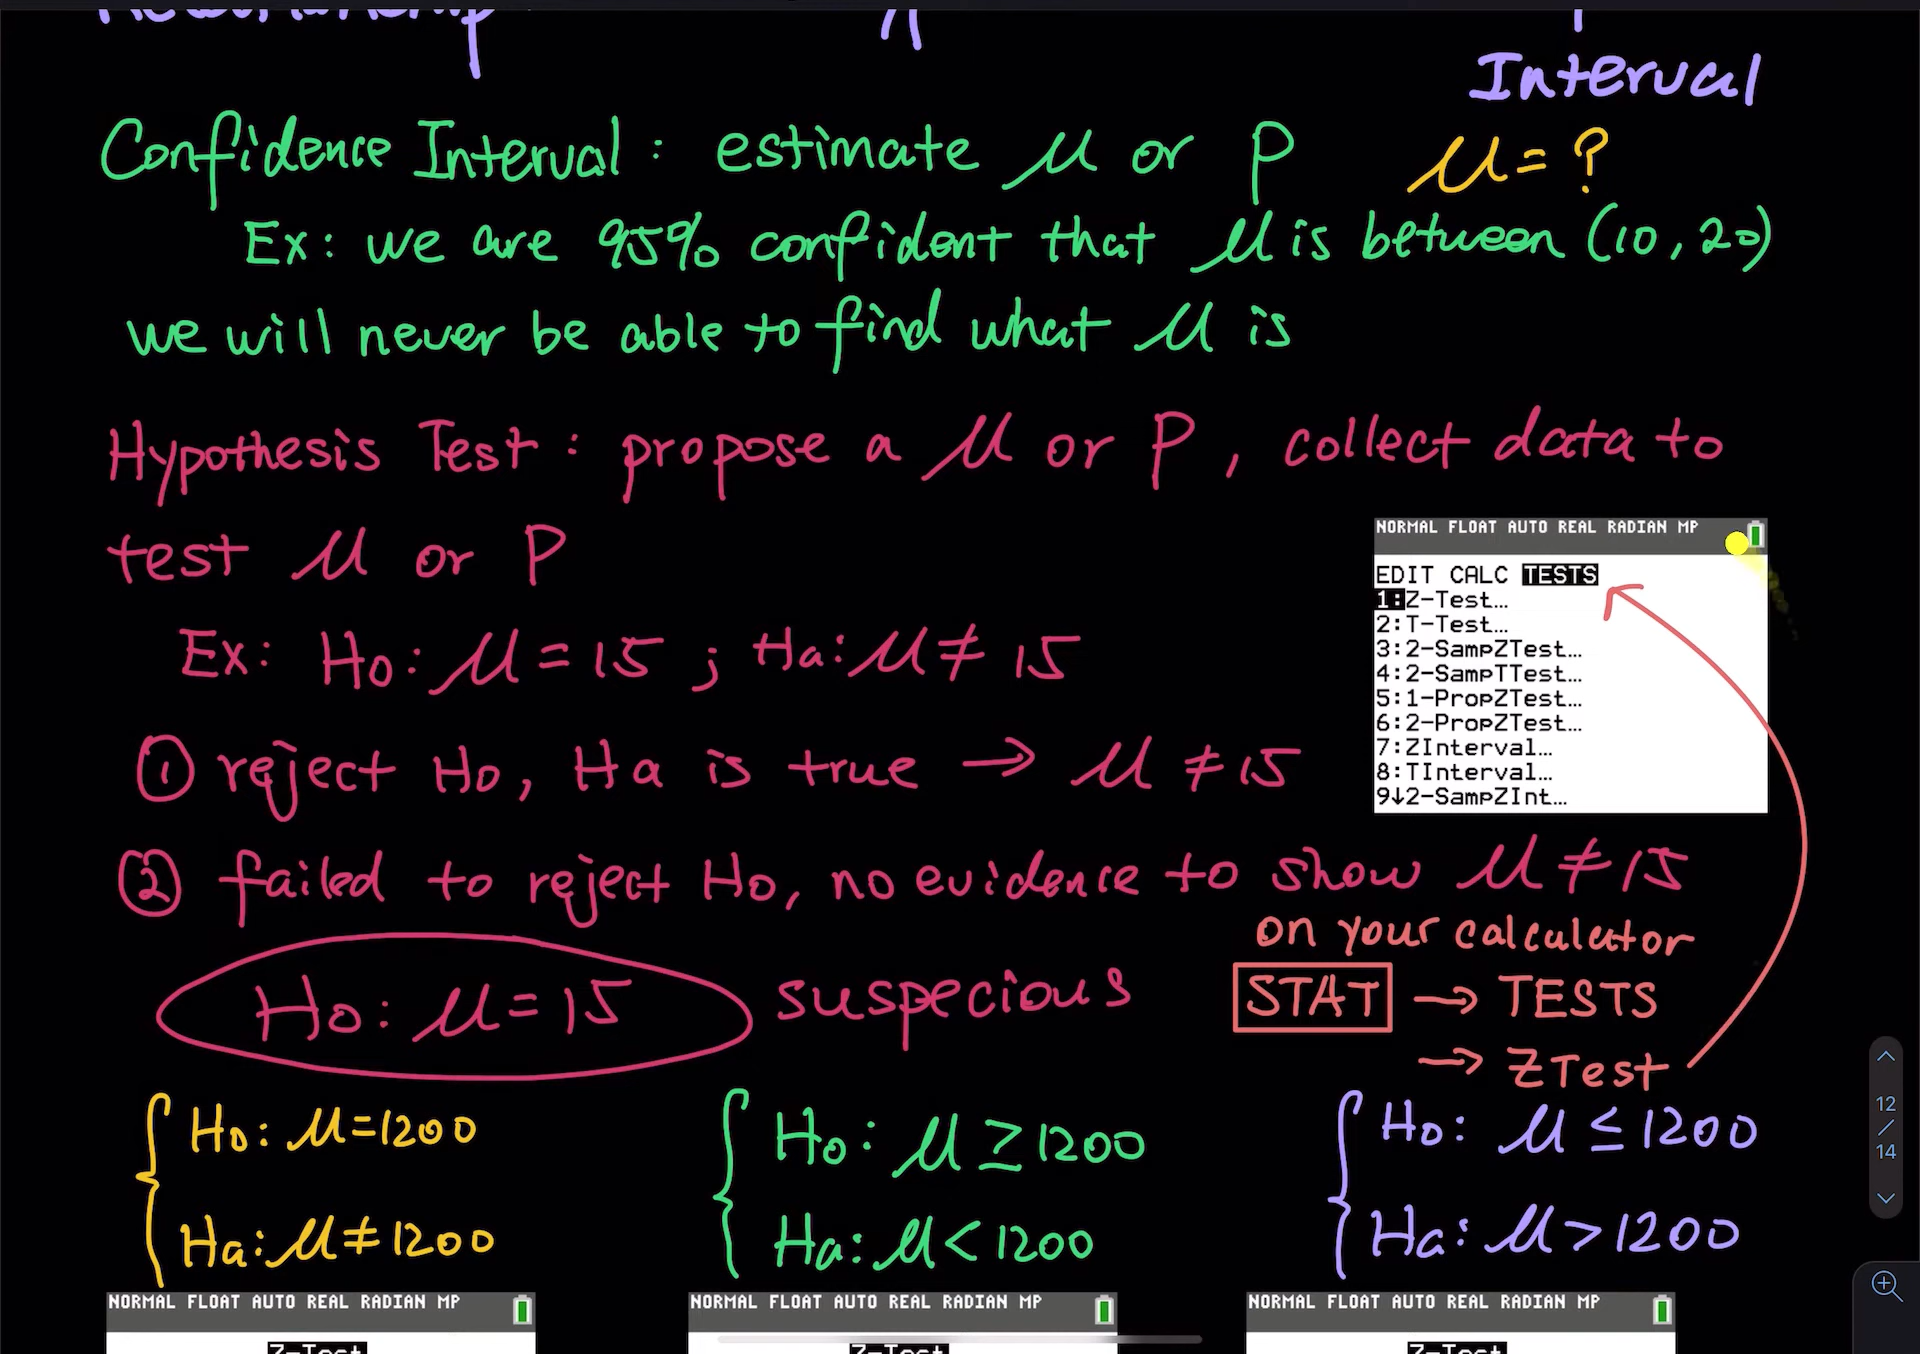 Interval
Confidence Interval : estimate μ or P
μ = ?
Ex: we are 95% confident that μ is between (10, 20)
we will never be able to find what μ is
Hypothesis Test : propose a μ or P, collect data to
test μ or P
Ex: Ho: μ = 15 ; Ha: μ ≠ 15
① reject Ho, Ha is true → μ ≠ 15
② failed to reject Ho, no evidence to show μ ≠ 15
Ho: μ = 15 suspecious
NORMAL FLOAT AUTO REAL RADIAN MP
EDIT CALC TESTS
1:Z-Test…
2:T-Test…
3:2-SampZTest…
4:2-SampTTest…
5:1-PropZTest…
6:2-PropZTest…
7:ZInterval…
8:TInterval…
9↓2-SampZInt…
on your calculator
STAT → TESTS
→ ZTest
Ho: μ=1200
Ha: μ≠1200
Ho: μ ≥ 1200
Ha: μ < 1200
Ho: μ ≤ 1200
Ha: μ > 1200
12
/
14
NORMAL FLOAT AUTO REAL RADIAN MP
Z-Test
NORMAL FLOAT AUTO REAL RADIAN MP
Z-Test
NORMAL FLOAT AUTO REAL RADIAN MP
Z-Test